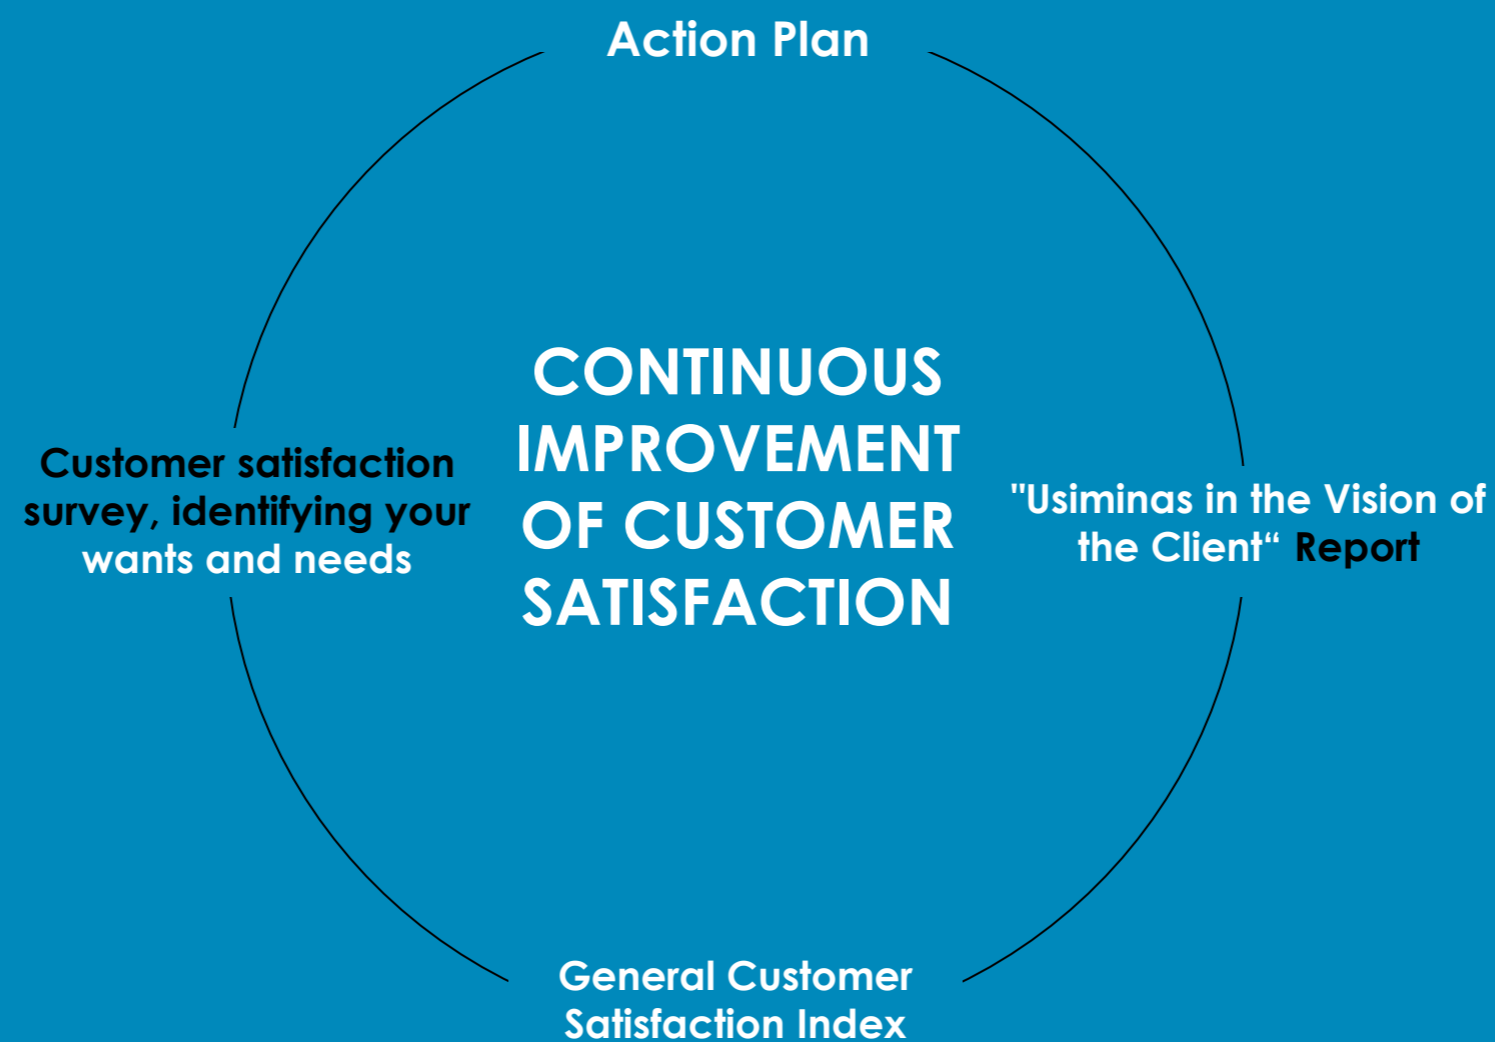 Action Plan
CONTINUOUS
IMPROVEMENT
OF CUSTOMER
SATISFACTION
Customer satisfaction
survey, identifying your
wants and needs
"Usiminas in the Vision of
the Client“ Report
General Customer
Satisfaction Index